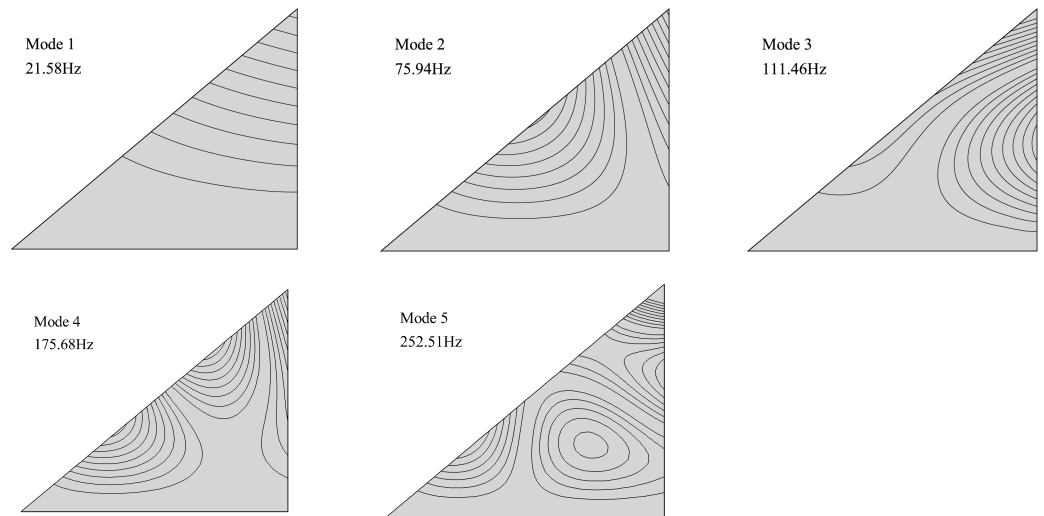 Mode 1
21.58Hz
Mode 2
75.94Hz
Mode 3
111.46Hz
Mode 4
175.68Hz
Mode 5
252.51Hz